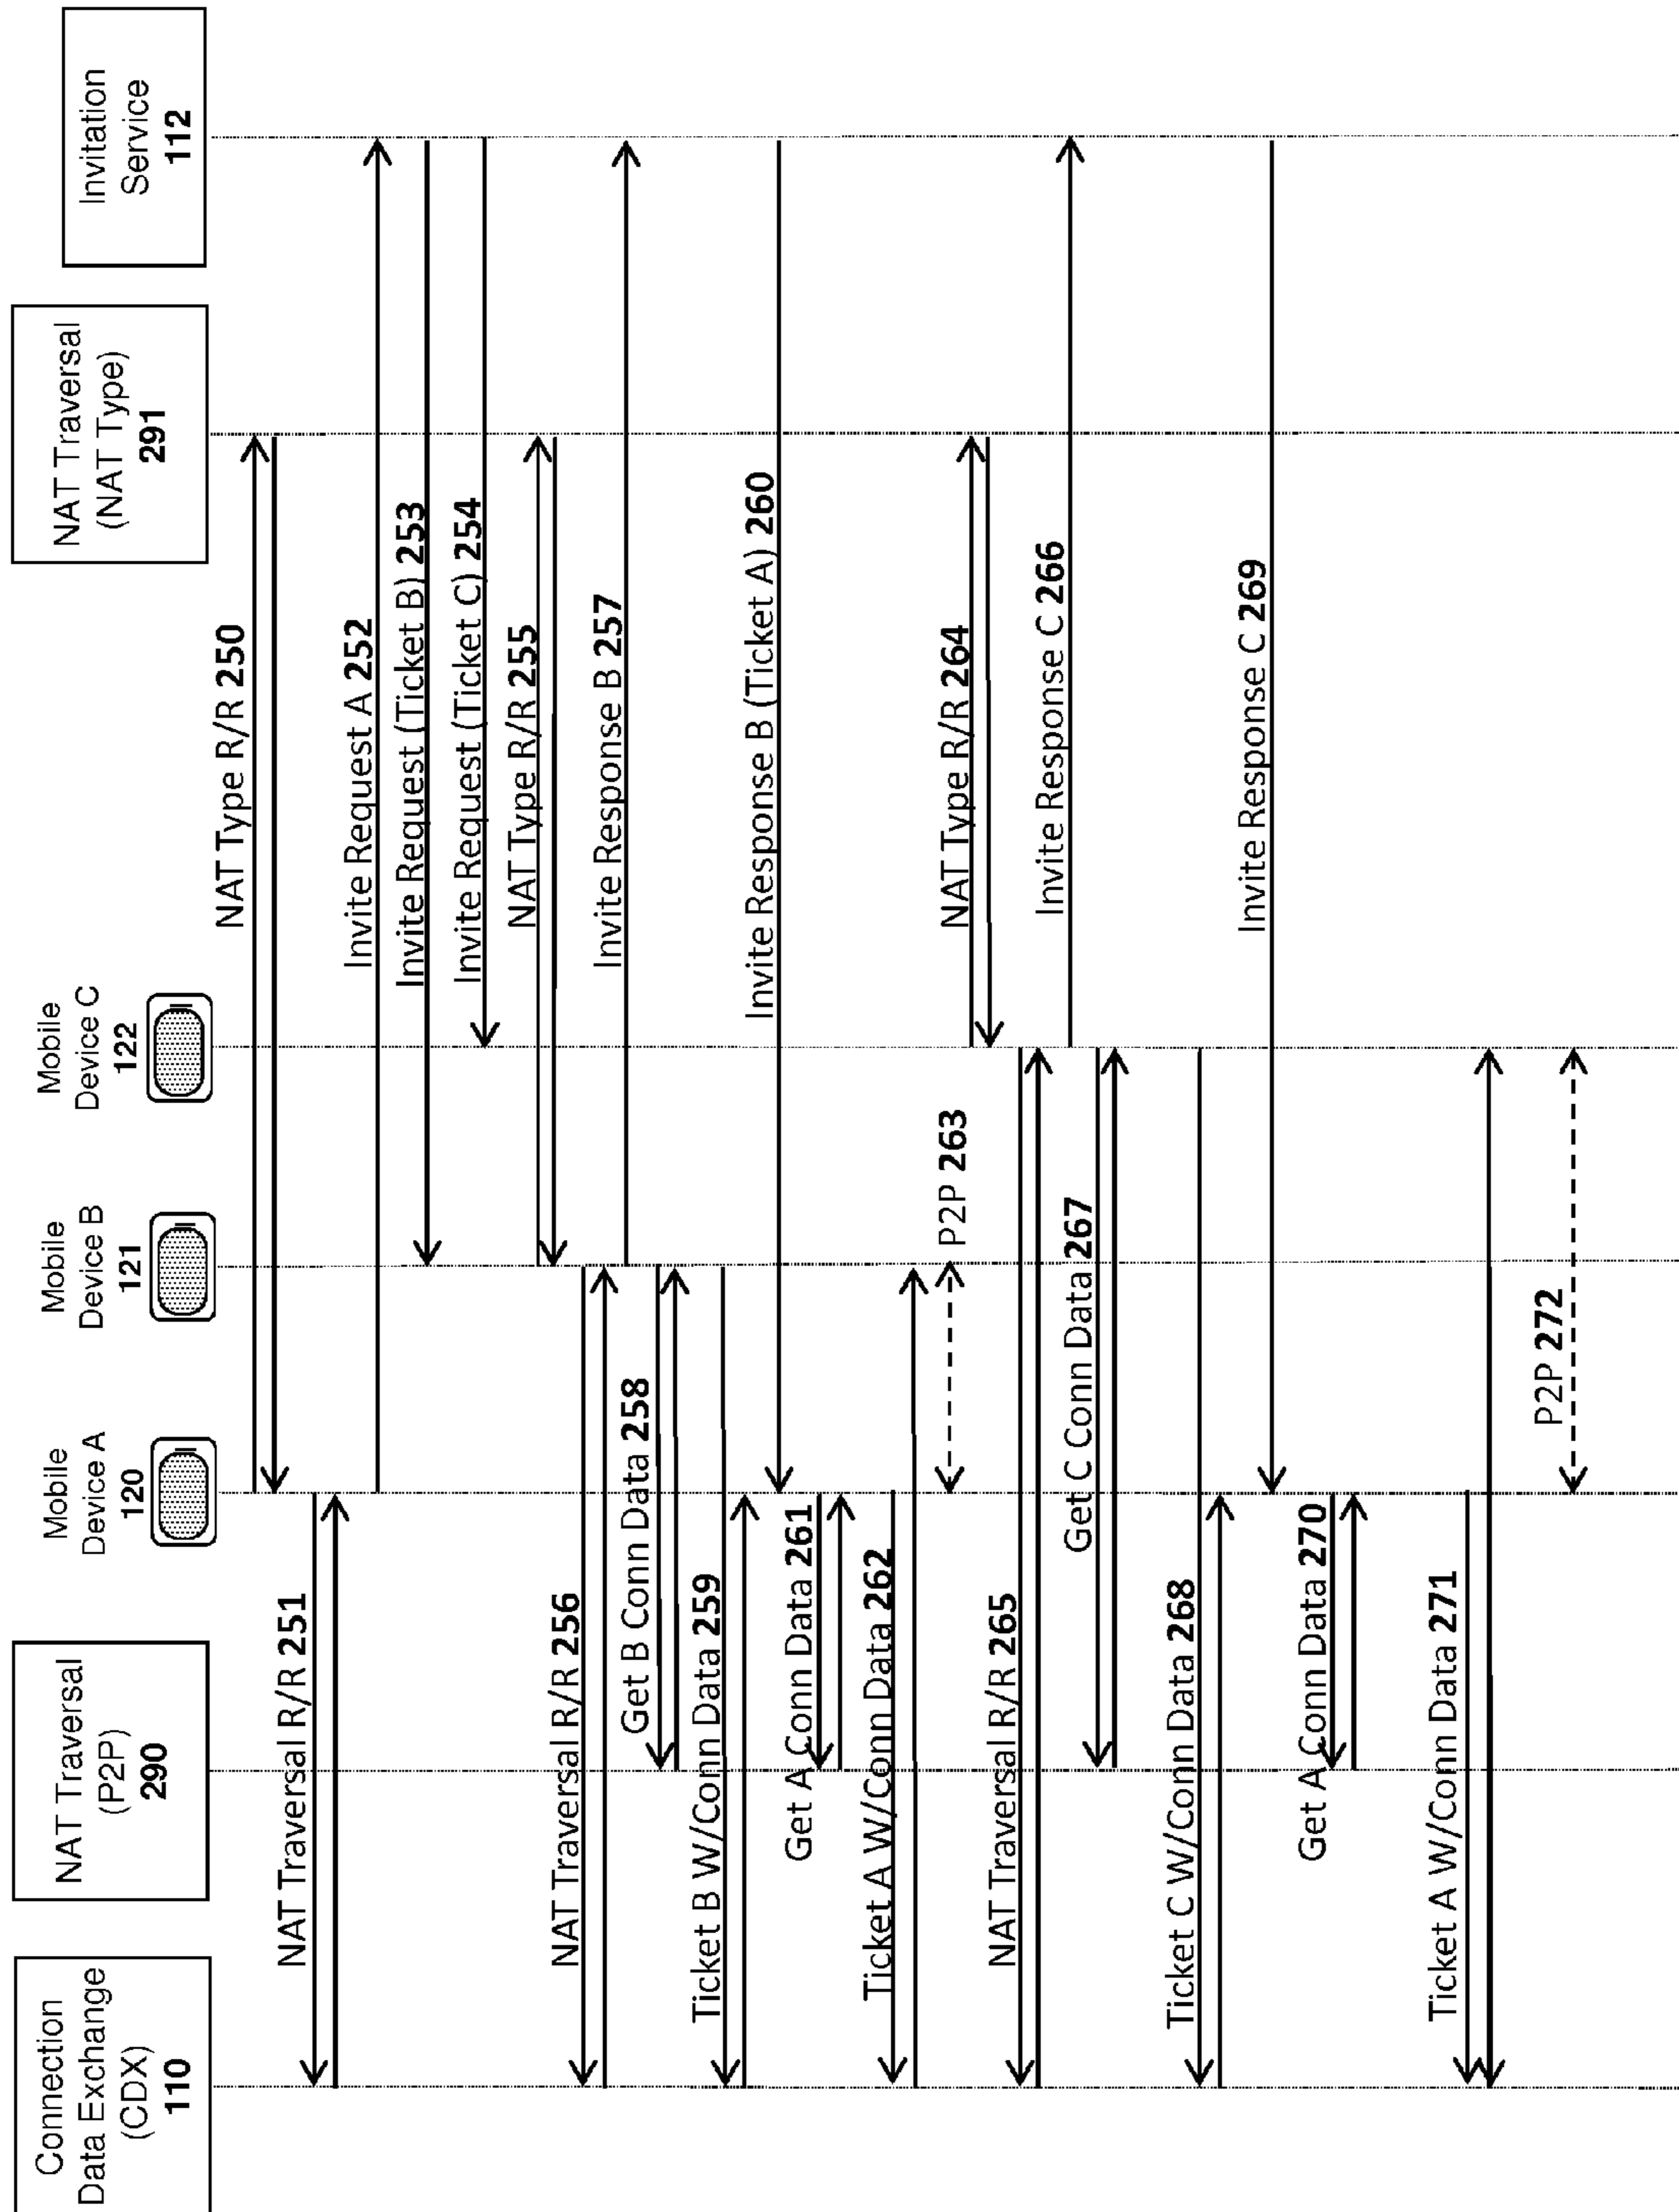 Connection
Data Exchange
(CDX)
110
NAT Traversal
(P2P)
290
Mobile
Device A
120
Mobile
Device B
121
Mobile
Device C
122
NAT Traversal
(NAT Type)
291
Invitation
Service
112
NAT Type R/R 250
NAT Traversal R/R 251
Invite Request A 252
Invite Request (Ticket B) 253
Invite Request (Ticket C) 254
NAT Type R/R 255
NAT Traversal R/R 256
Invite Response B 257
Get B Conn Data 258
Ticket B W/Conn Data 259
Invite Response B (Ticket A) 260
Get A Conn Data 261
Ticket A W/Conn Data 262
P2P 263
NAT Type R/R 264
NAT Traversal R/R 265
Invite Response C 266
Get C Conn Data 267
Ticket C W/Conn Data 268
Invite Response C 269
Get A Conn Data 270
Ticket A W/Conn Data 271
P2P 272